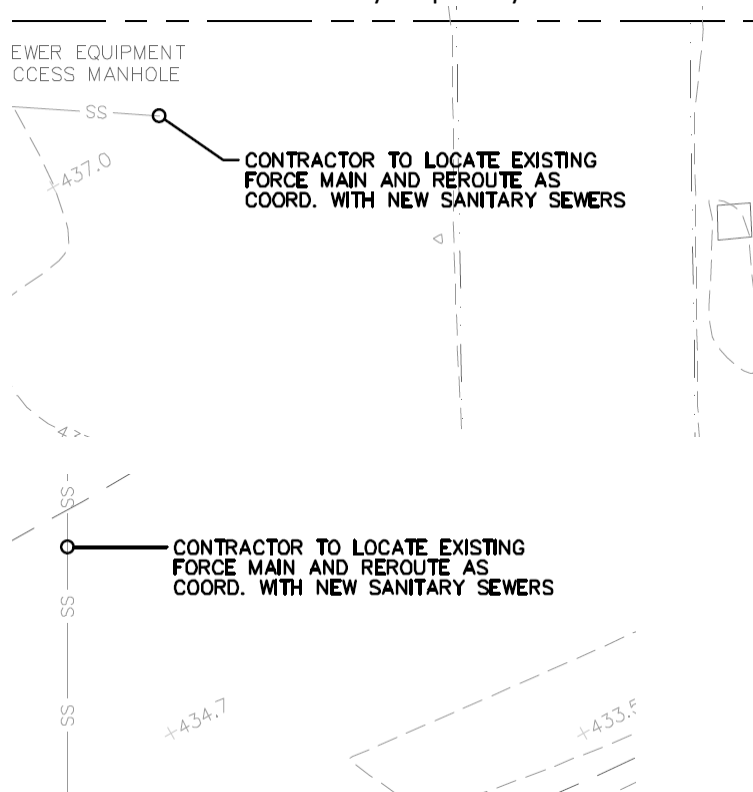 EWER EQUIPMENT
CCESS MANHOLE
SS
CONTRACTOR TO LOCATE EXISTING
FORCE MAIN AND REROUTE AS
COORD. WITH NEW SANITARY SEWERS
+437.0
SS
CONTRACTOR TO LOCATE EXISTING
FORCE MAIN AND REROUTE AS
COORD. WITH NEW SANITARY SEWERS
SS
SS
+434.7
+433.5